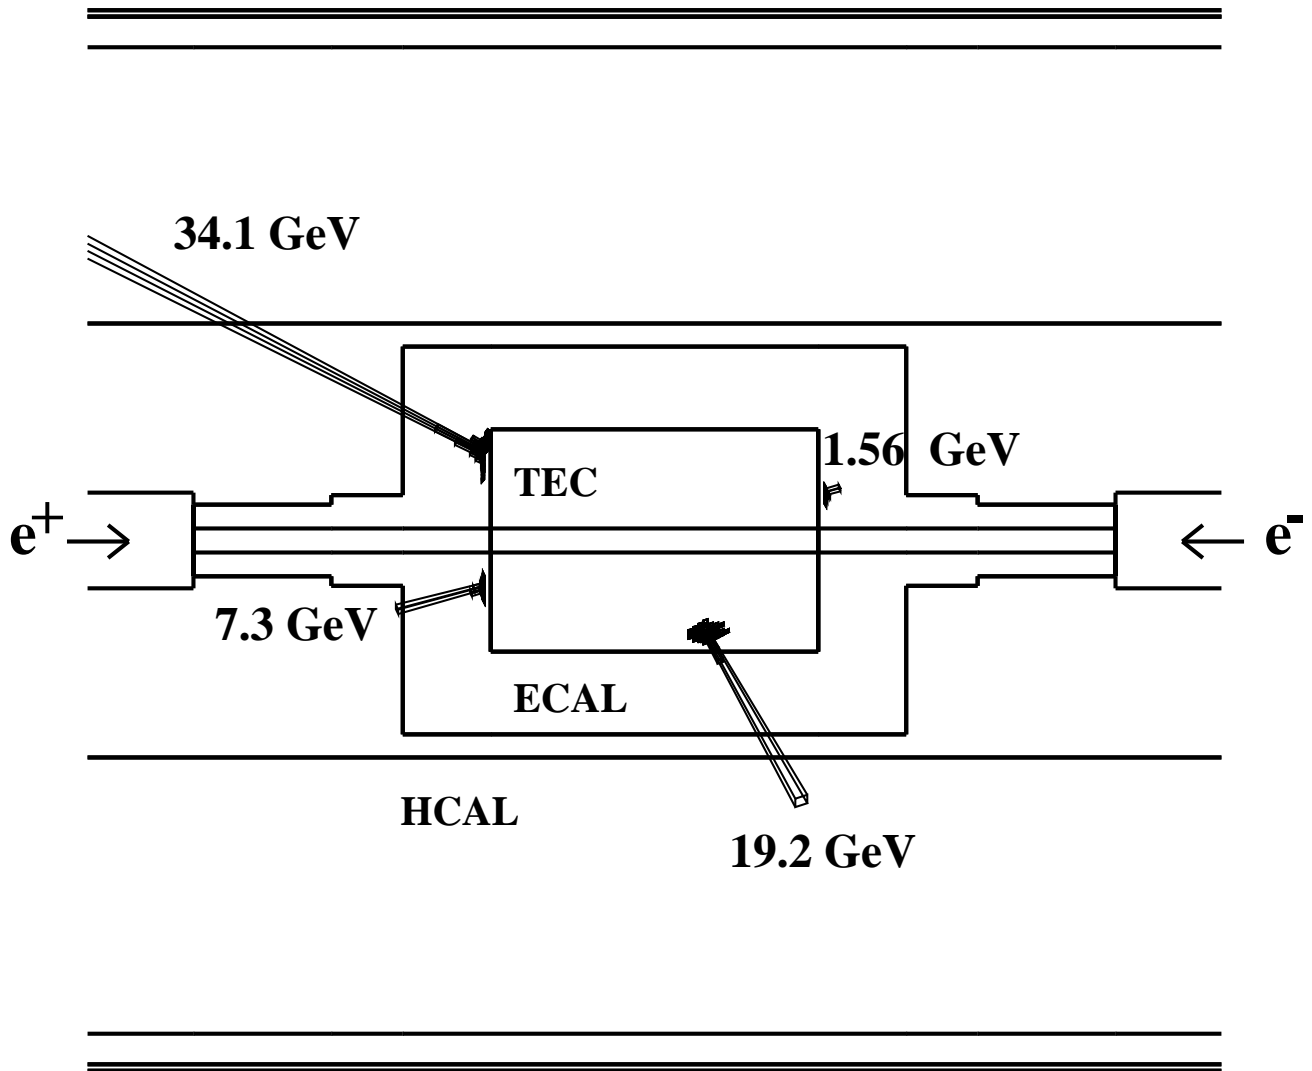 34.1 GeV
1.56 GeV
TEC
e+
e-
7.3 GeV
ECAL
HCAL
19.2 GeV